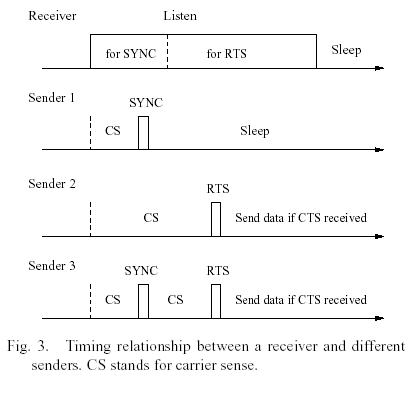 Receiver Listen
for SYNC for RTS Sleep
Sender 1
SYNC
CS Sleep
Sender 2
RTS
CS Send data if CTS received
Sender 3
SYNC RTS
CS CS Send data if CTS received
Fig. 3. Timing relationship between a receiver and different
senders. CS stands for carrier sense.